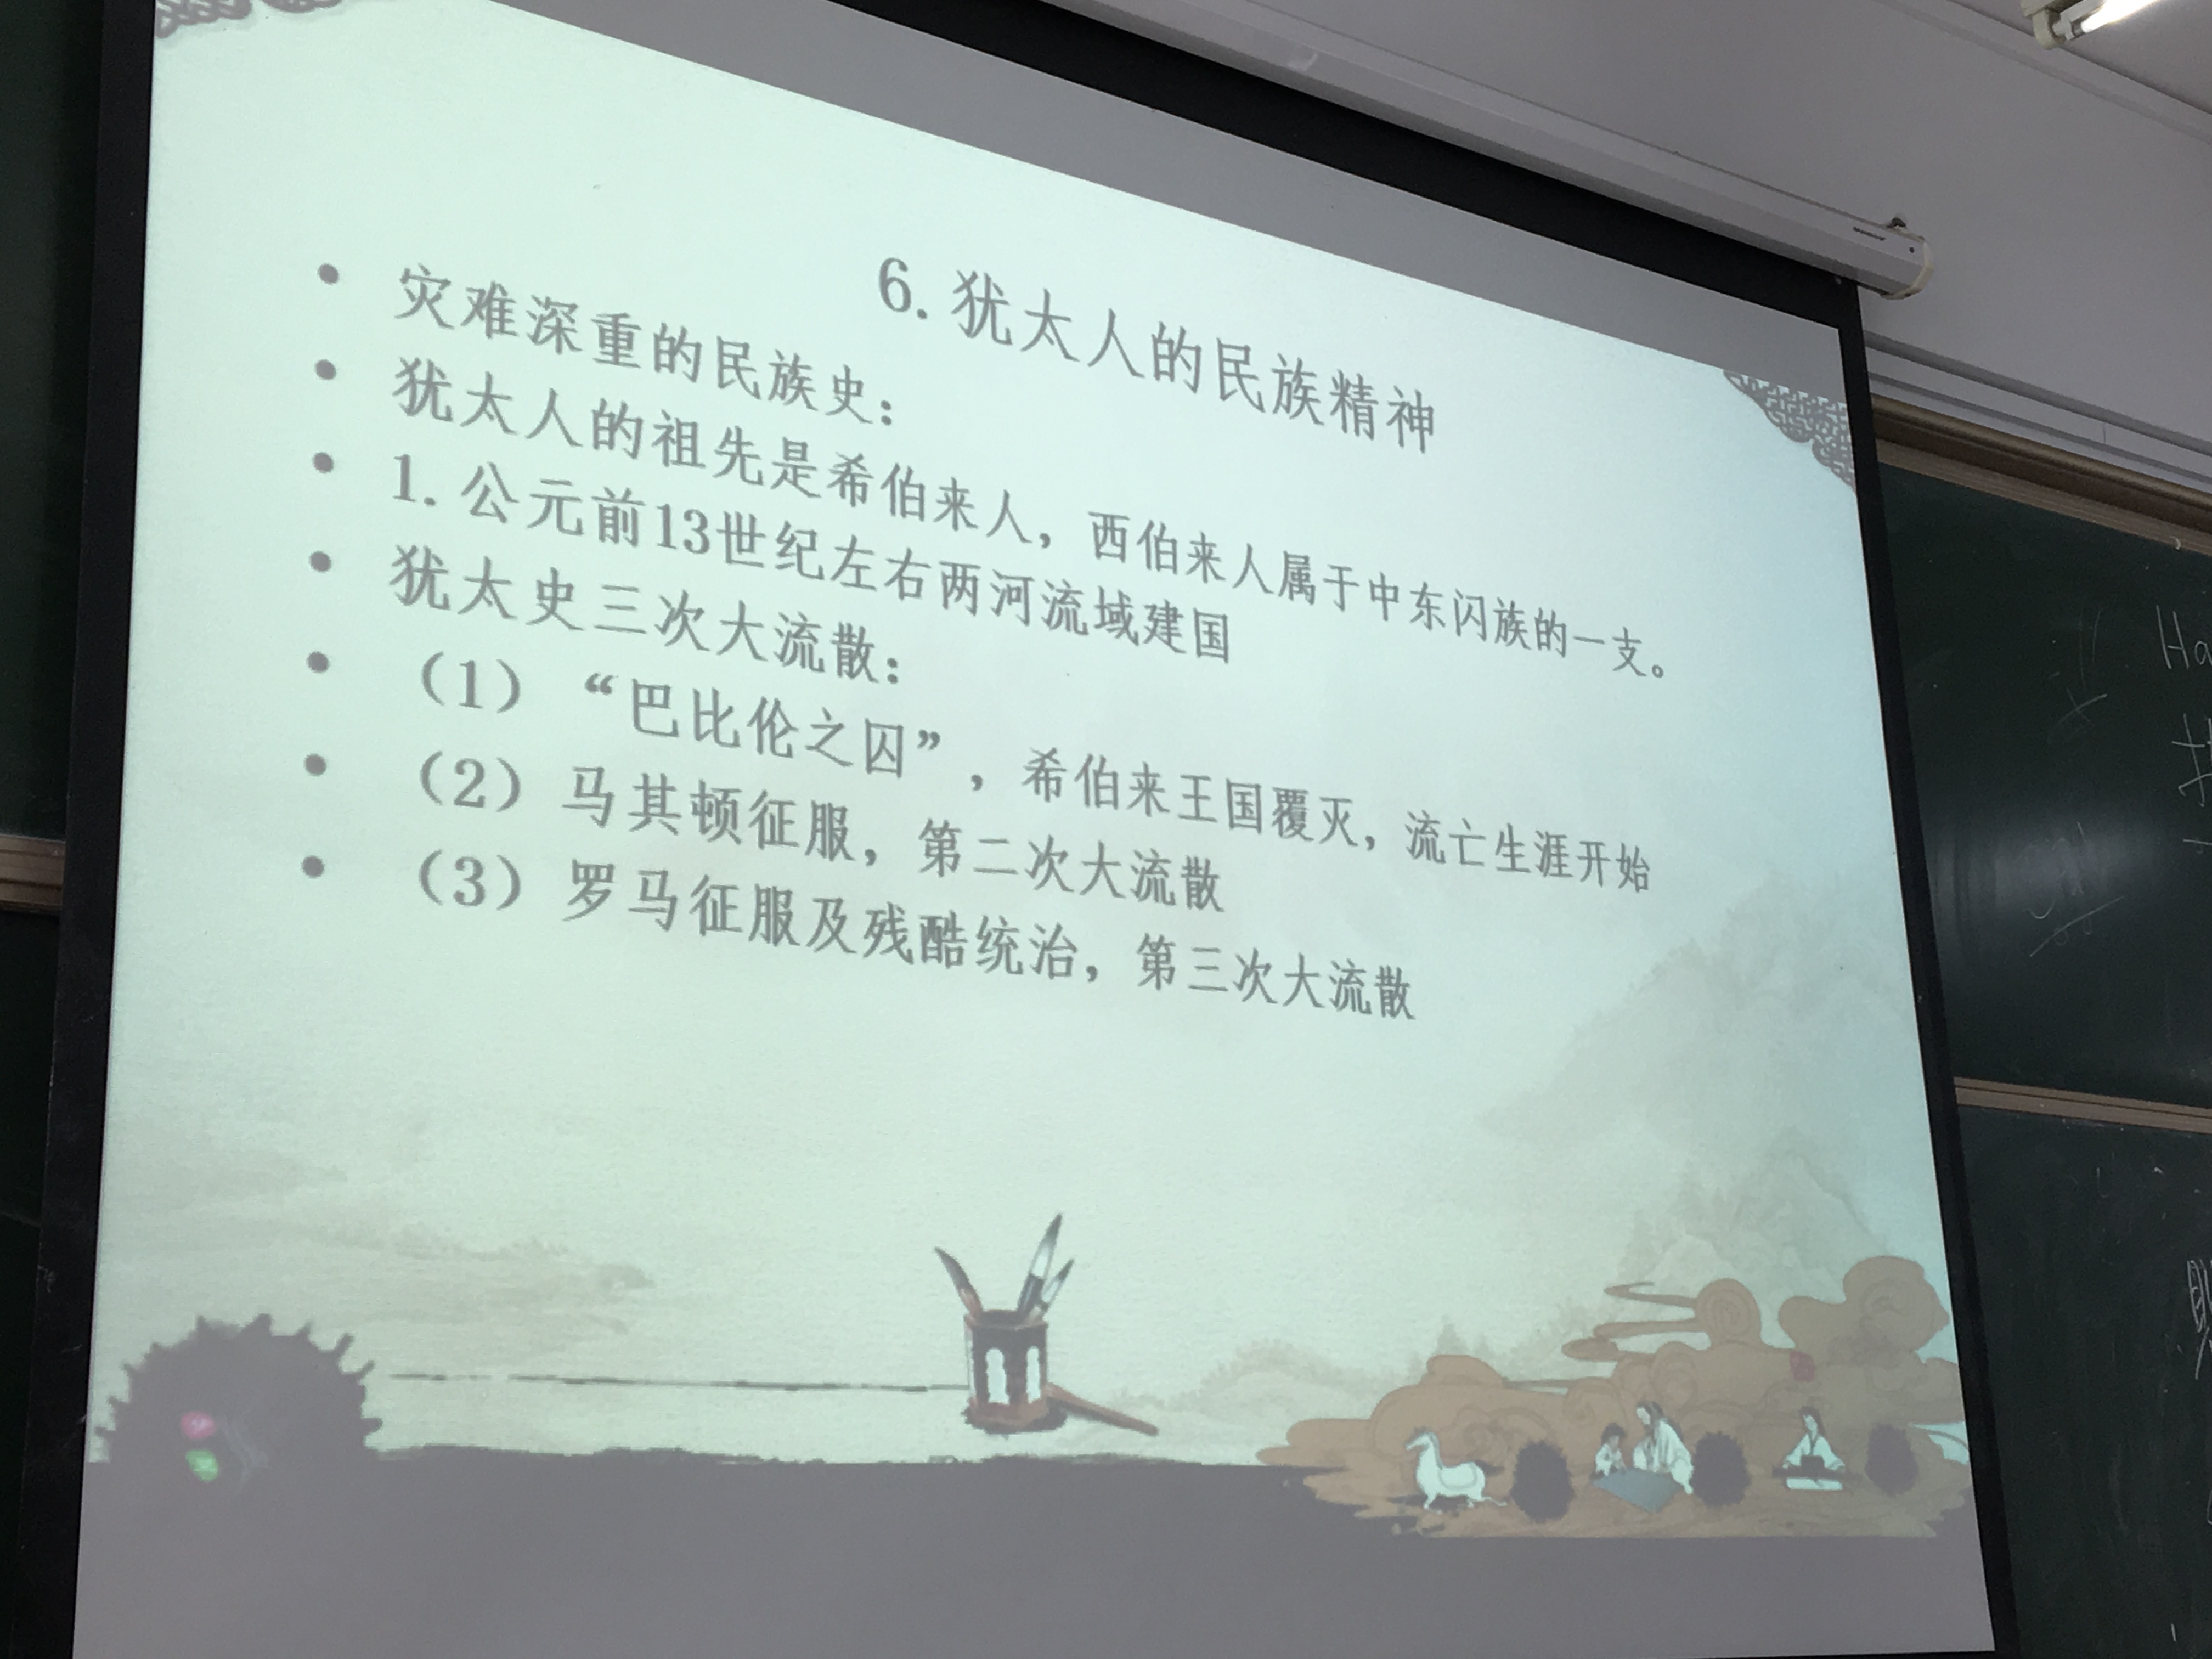 6.犹太人的民族精神
灾难深重的民族史：
犹太人的祖先是希伯来人，西伯来人属于中东闪族的一支。
1.公元前13世纪左右两河流域建国
犹太史三次大流散：
（1）“巴比伦之囚”，希伯来王国覆灭，流亡生涯开始
（2）马其顿征服，第二次大流散
（3）罗马征服及残酷统治，第三次大流散
Ha